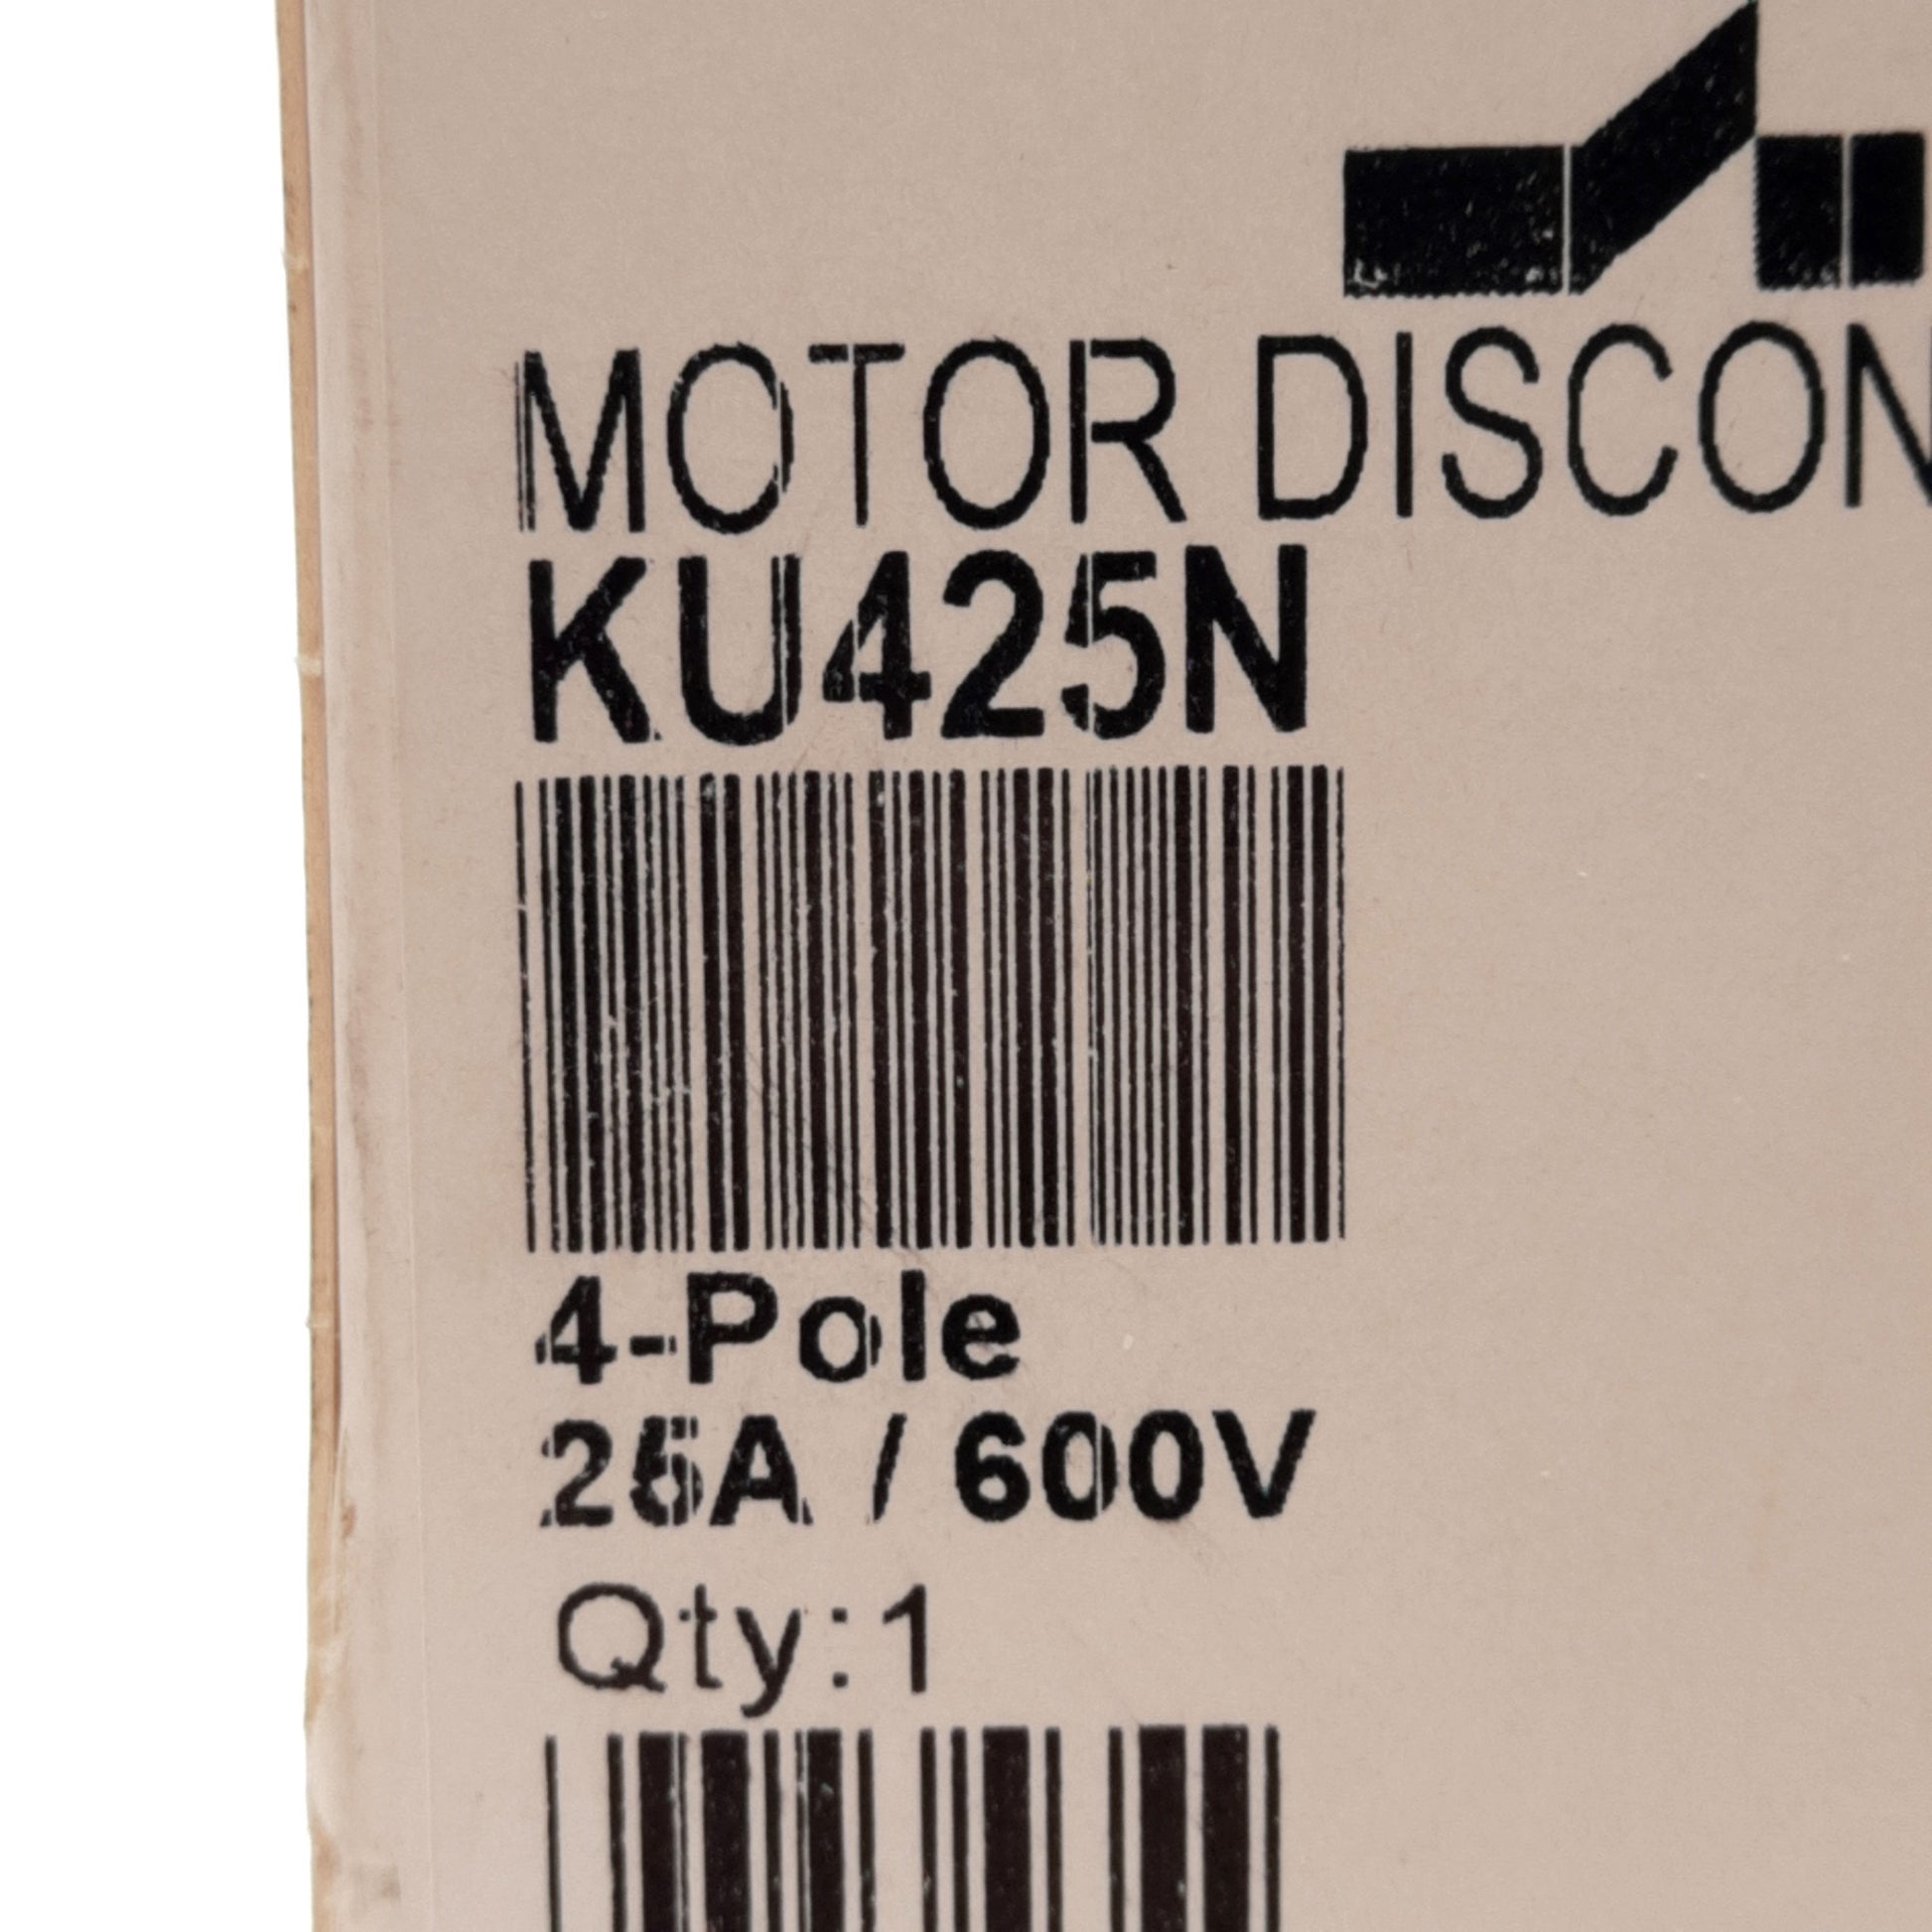 MOTOR DISCON
KU425N
4-Pole
25A / 600V
Qty:1